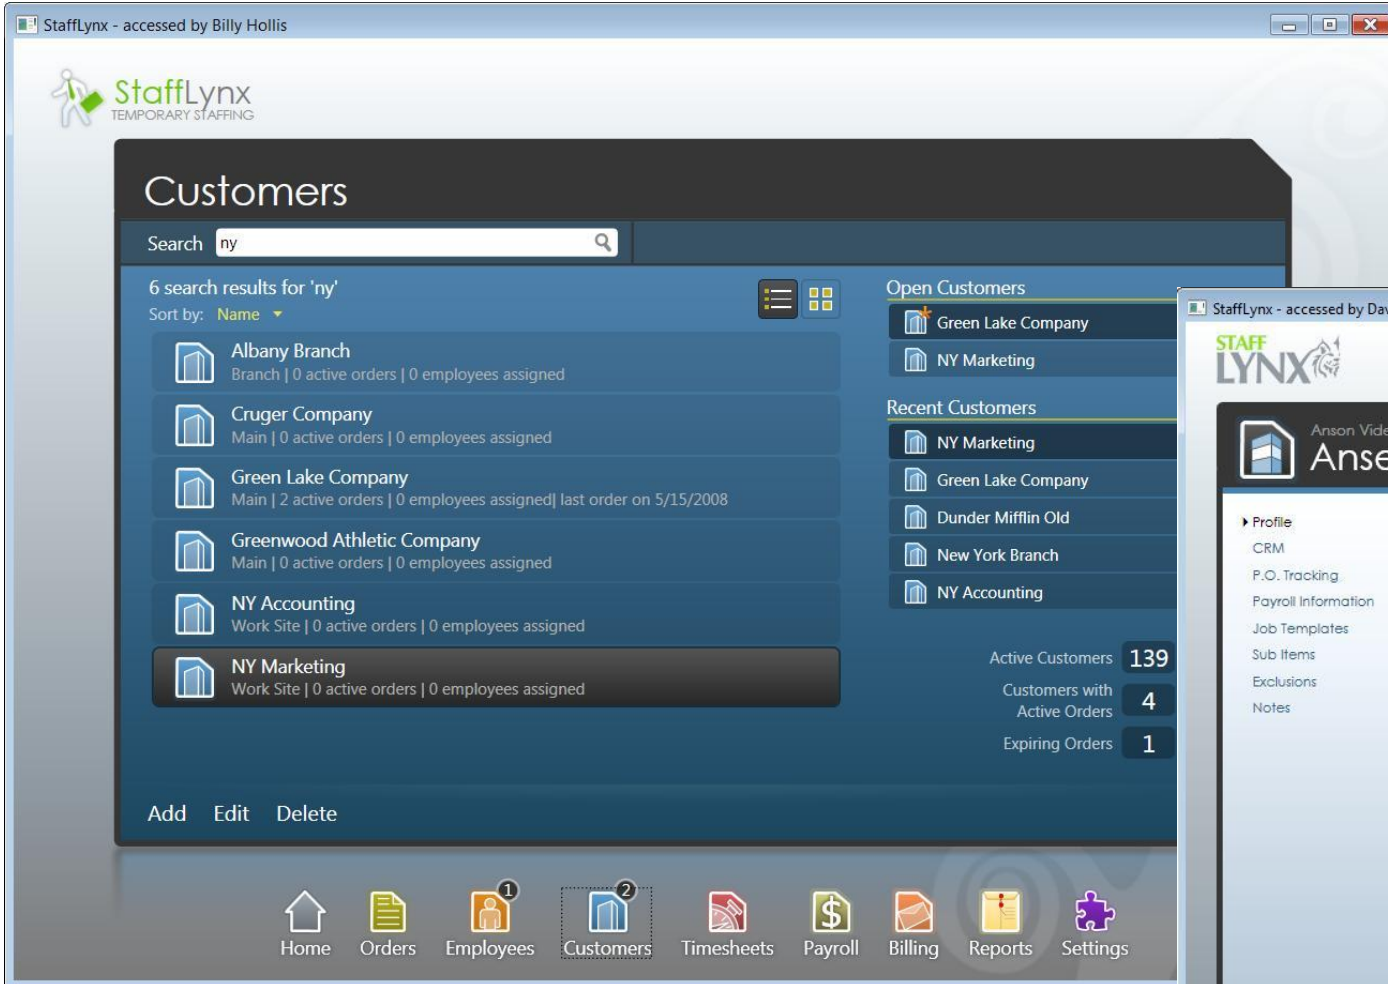 StaffLynx - accessed by Billy Hollis
StaffLynx
TEMPORARY STAFFING
Customers
Search ny
6 search results for 'ny'
Sort by: Name
Albany Branch
Branch | 0 active orders | 0 employees assigned
Cruger Company
Main | 0 active orders | 0 employees assigned
Green Lake Company
Main | 2 active orders | 0 employees assigned| last order on 5/15/2008
Greenwood Athletic Company
Main | 0 active orders | 0 employees assigned
NY Accounting
Work Site | 0 active orders | 0 employees assigned
NY Marketing
Work Site | 0 active orders | 0 employees assigned
Open Customers
Green Lake Company
NY Marketing
Recent Customers
NY Marketing
Green Lake Company
Dunder Mifflin Old
New York Branch
NY Accounting
Active Customers 139
Customers with
Active Orders 4
Expiring Orders 1
Add Edit Delete
1 2
Home Orders Employees Customers Timesheets Payroll Billing Reports Settings
StaffLynx - accessed by Dav
STAFF
LYNX
Anson Vide
Anse
Profile
CRM
P.O. Tracking
Payroll Information
Job Templates
Sub Items
Exclusions
Notes